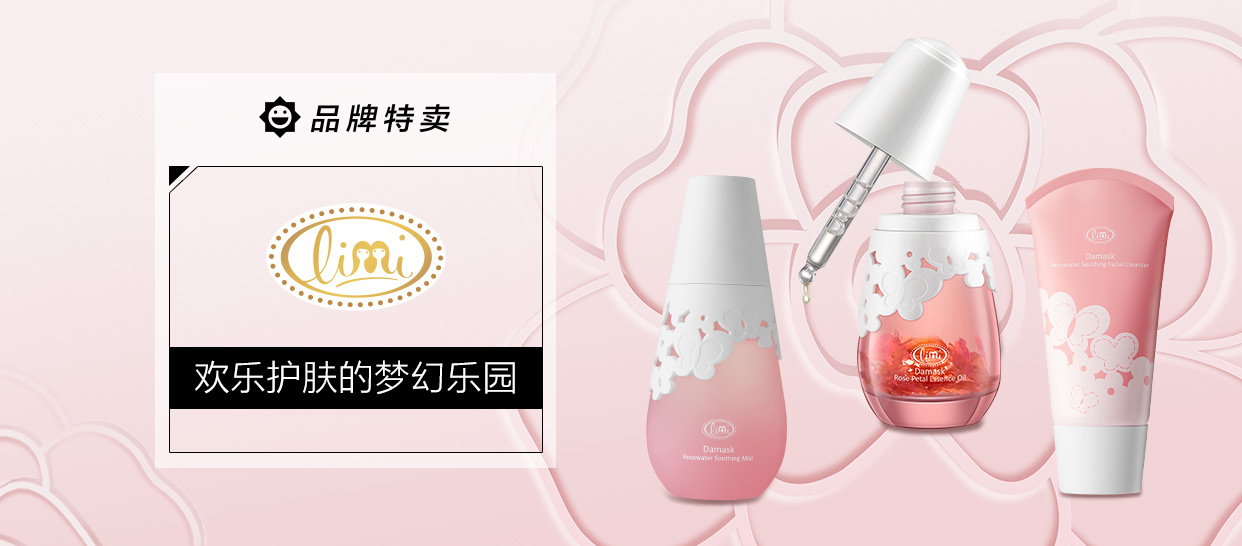 品牌特卖
limi
欢乐护肤的梦幻乐园
limi
Damask
Rosewater Soothing Mist
limi
Damask
Rose Petal Essence Oil
limi
Damask
Rosewater Soothing Facial Cleanser